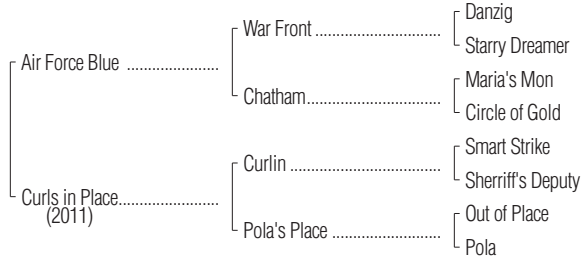 Danzig
War Front ........................................
Starry Dreamer
Air Force Blue .............................
Maria's Mon
Chatham...........................................
Circle of Gold
Smart Strike
Curlin ................................................
Sherriff's Deputy
Curls in Place................................
(2011)
Out of Place
Pola's Place ...................................
Pola